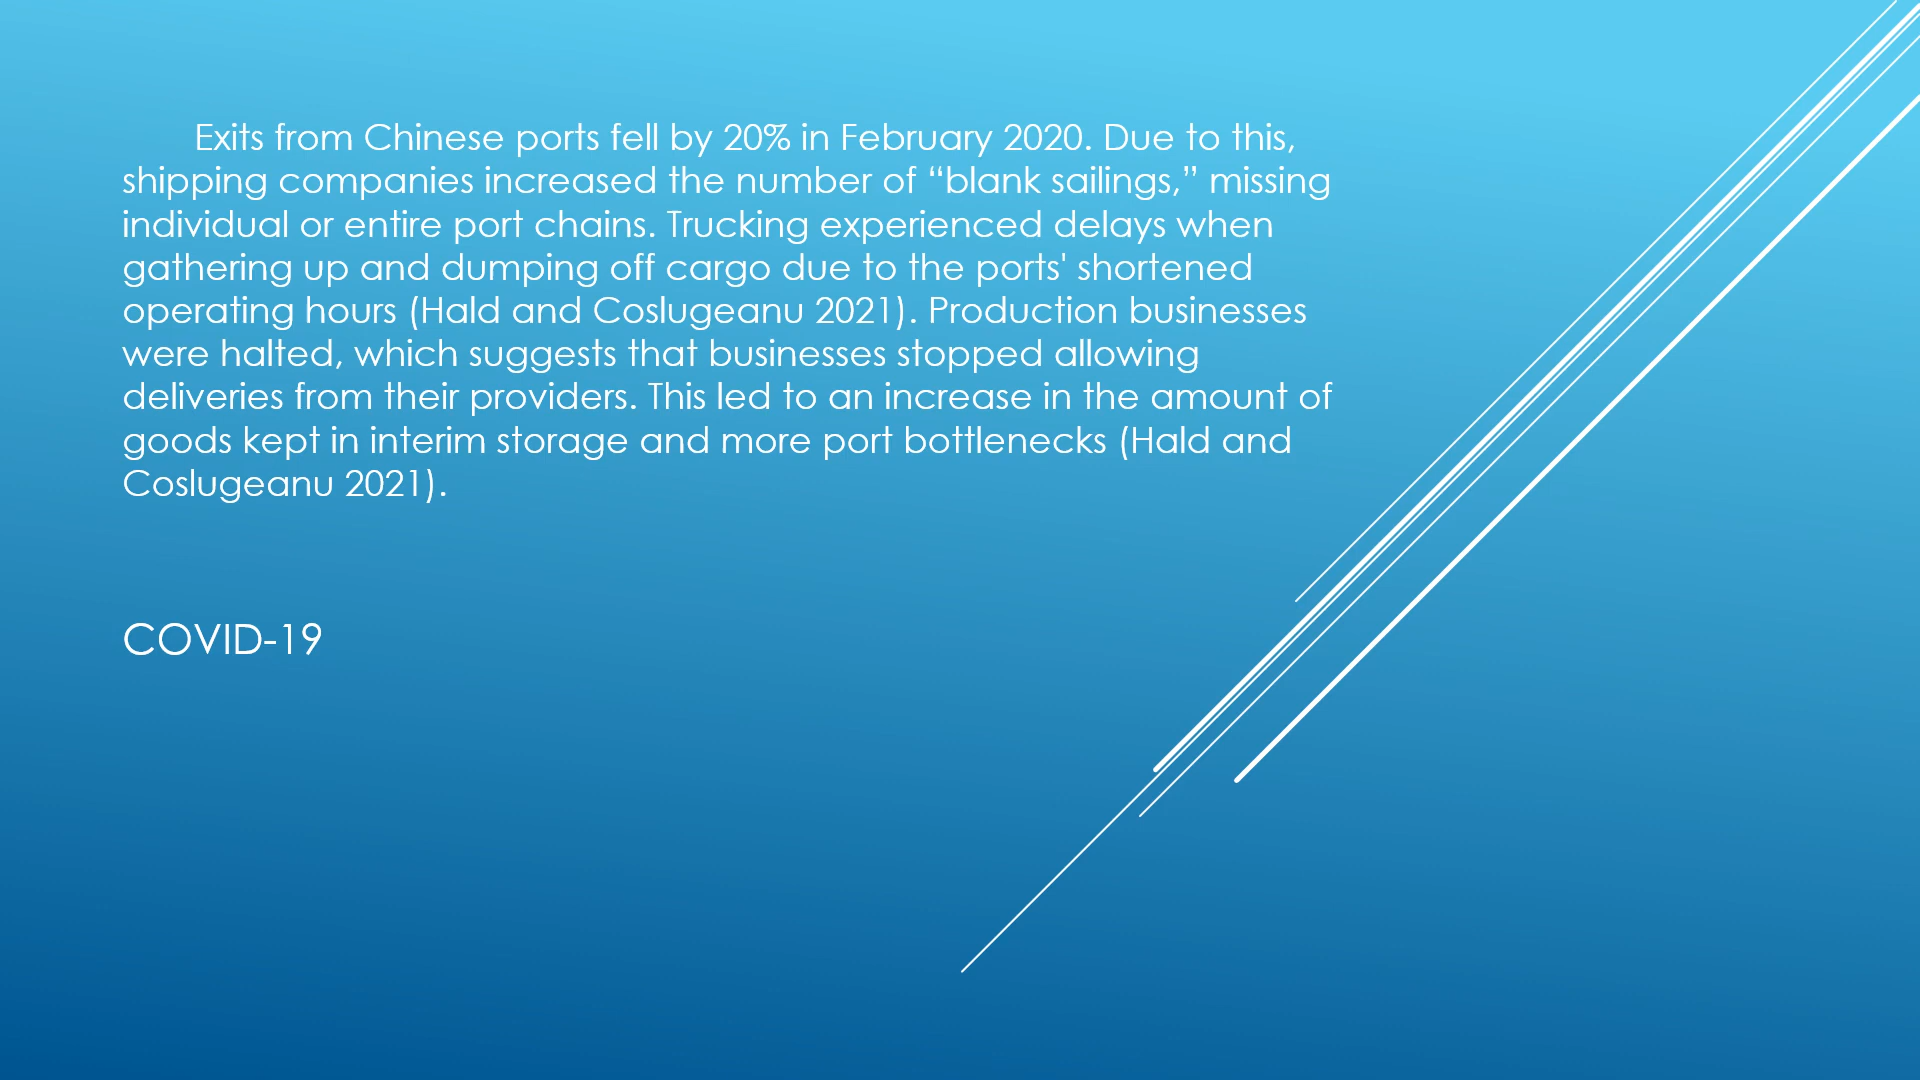 Exits from Chinese ports fell by 20% in February 2020. Due to this,
shipping companies increased the number of “blank sailings,” missing
individual or entire port chains. Trucking experienced delays when
gathering up and dumping off cargo due to the ports' shortened
operating hours (Hald and Coslugeanu 2021). Production businesses
were halted, which suggests that businesses stopped allowing
deliveries from their providers. This led to an increase in the amount of
goods kept in interim storage and more port bottlenecks (Hald and
Coslugeanu 2021).
COVID-19